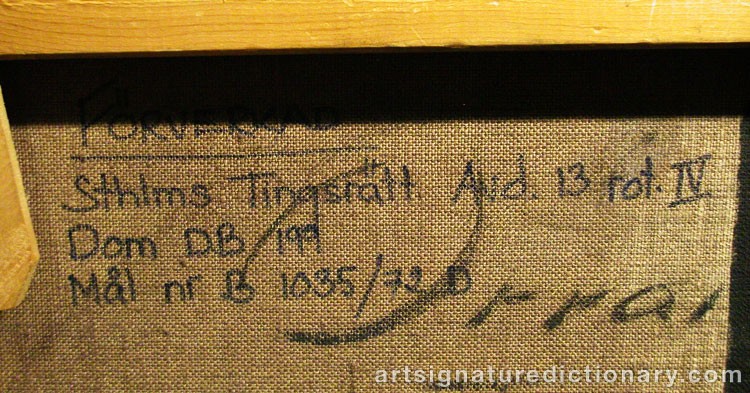 FÖRVERKAD
Sthlms Tingsrätt Avd. 13 rot. IV
Dom DB 199
Mål nr B 1035/72 D
artsignaturedictionary.com